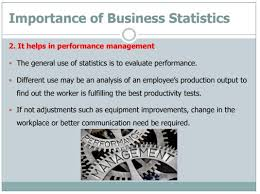 Importance of Business Statistics
2. It helps in performance management
The general use of statistics is to evaluate performance.
Different use may be an analysis of an employee's production output to
find out the worker is fulfilling the best productivity tests.
If not adjustments such as equipment improvements, change in the
workplace or better communication need be required.
PERFORMANCE
MANAGEMENT